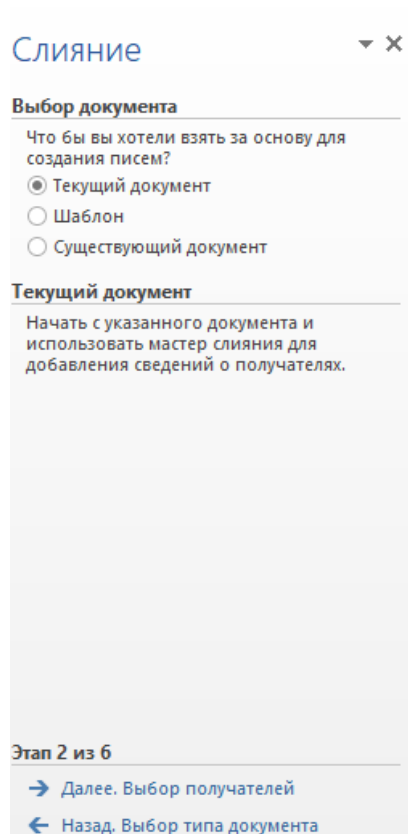 Слияние
Выбор документа
Что бы вы хотели взять за основу для
создания писем?
Текущий документ
Шаблон
Существующий документ
Текущий документ
Начать с указанного документа и
использовать мастер слияния для
добавления сведений о получателях.
Этап 2 из 6
Далее. Выбор получателей
Назад. Выбор типа документа